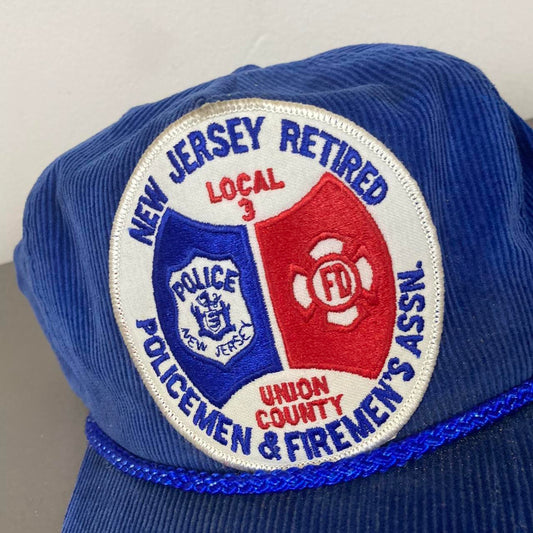 NEW JERSEY RETIRED
LOCAL
3
POLICE
NEW JERSEY
FD
UNION
COUNTY
POLICEMEN & FIREMEN'S ASSN.